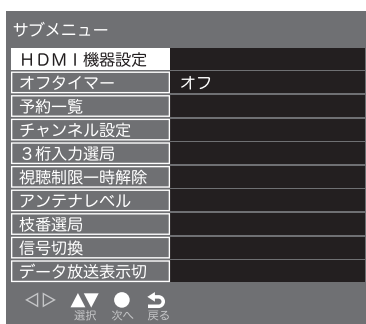 サブメニュー
HDMI機器設定
オフタイマー オフ
予約一覧
チャンネル設定
3桁入力選局
視聴制限一時解除
アンテナレベル
枝番選局
信号切換
データ放送表示切
選択 次へ 戻る